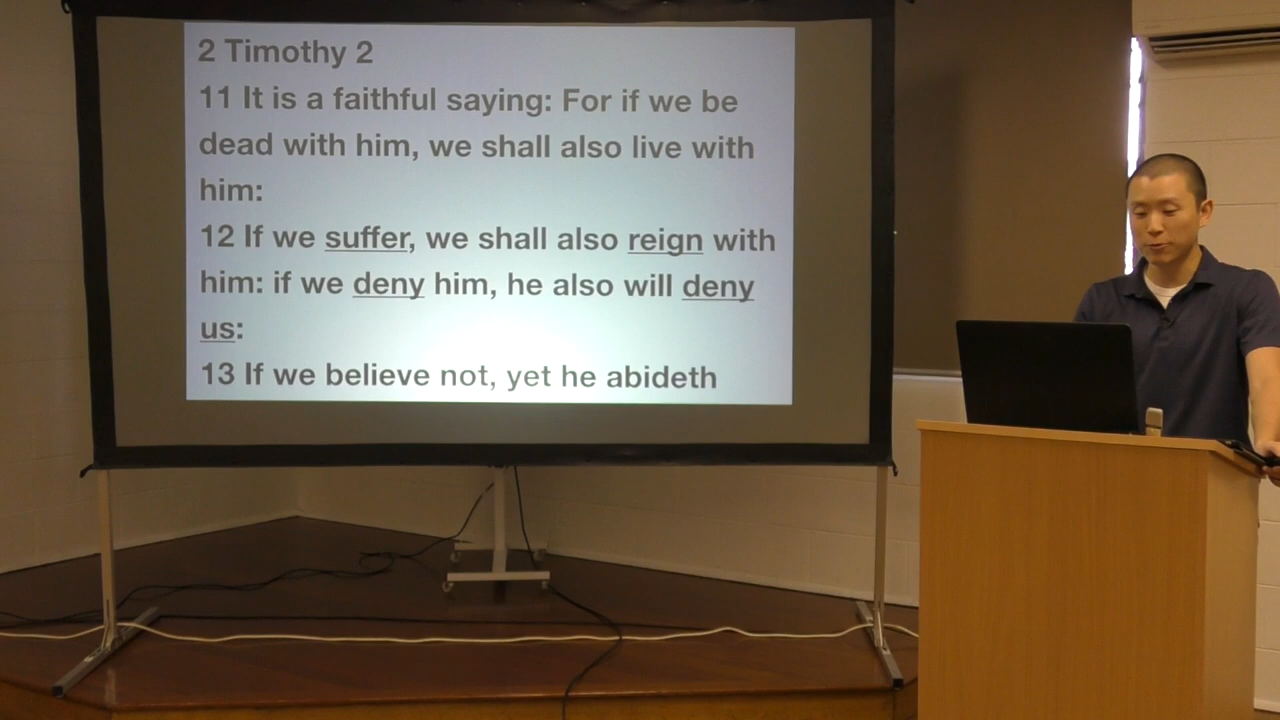 2 Timothy 2
11 It is a faithful saying: For if we be
dead with him, we shall also live with
him:
12 If we suffer, we shall also reign with
him: if we deny him, he also will deny
us:
13 If we believe not, yet he abideth